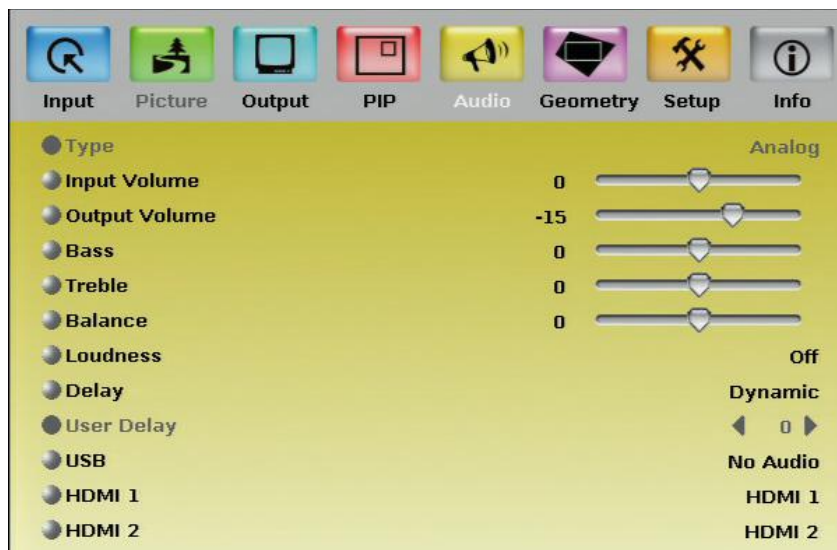 Input Picture Output PIP Audio Geometry Setup Info
Type Analog
Input Volume 0
Output Volume -15
Bass 0
Treble 0
Balance 0
Loudness Off
Delay Dynamic
User Delay 0
USB No Audio
HDMI 1 HDMI 1
HDMI 2 HDMI 2